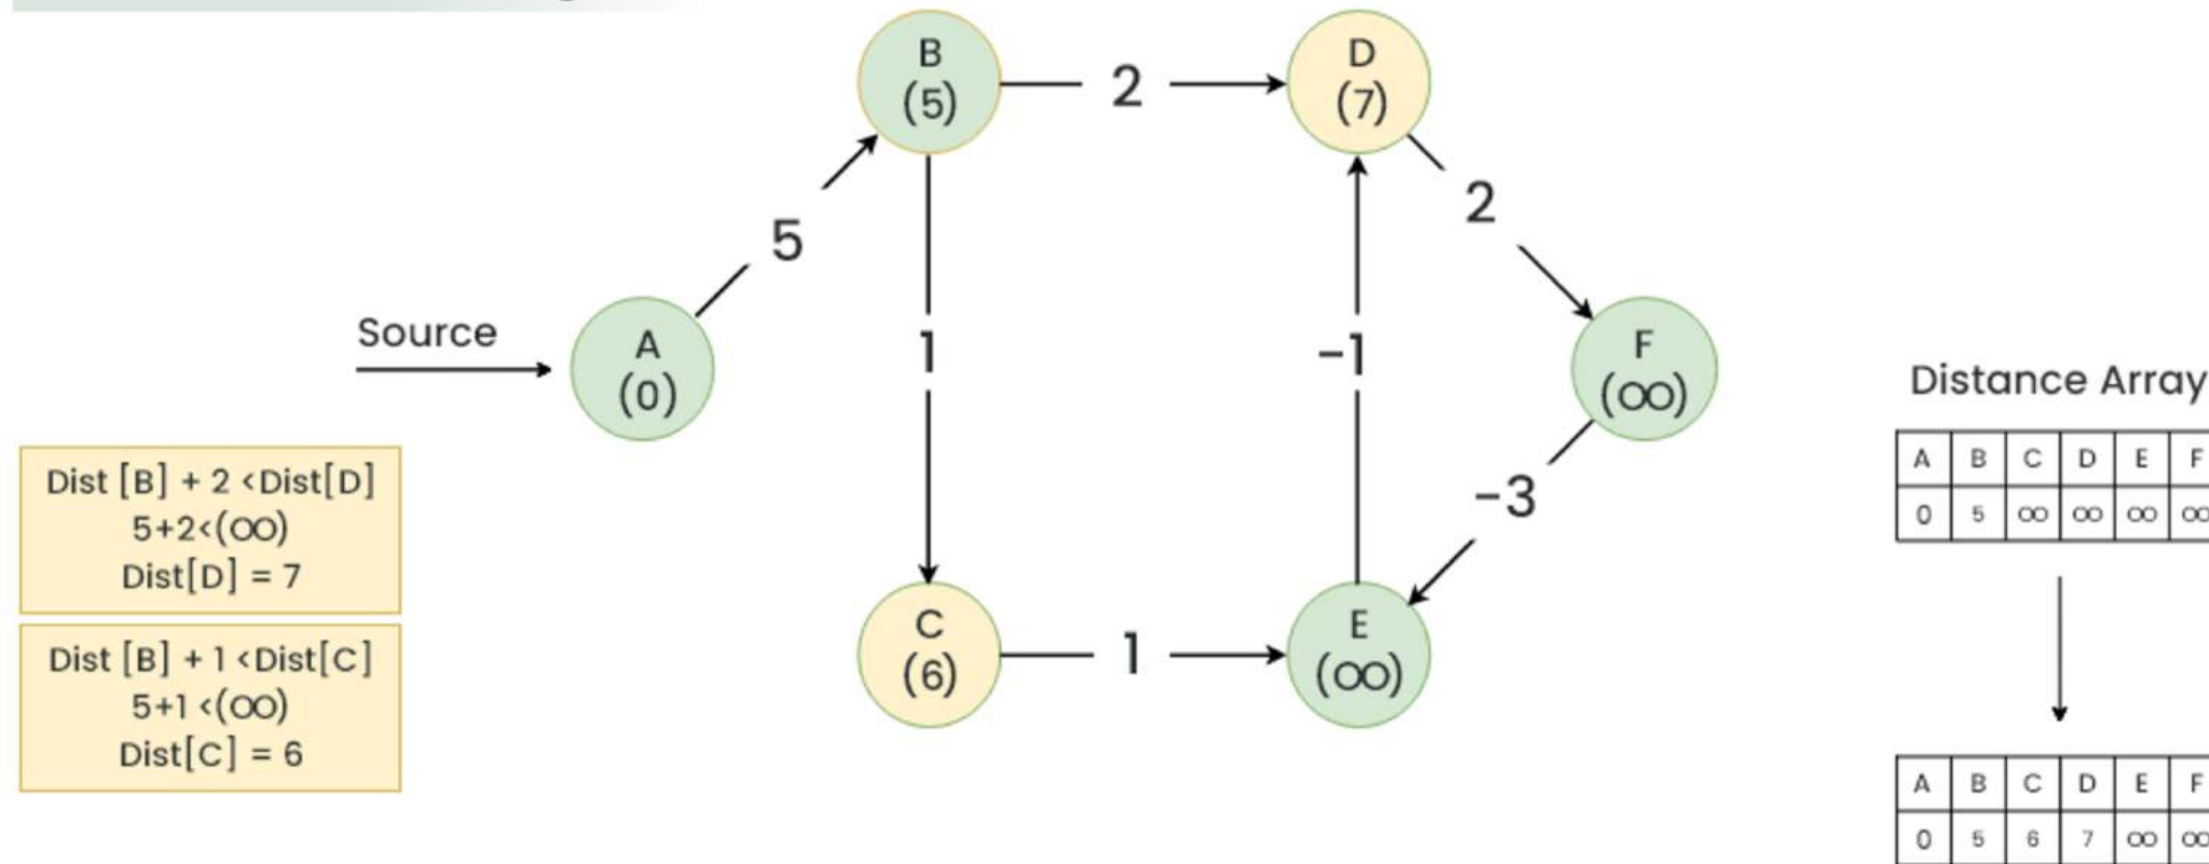 B
(5)
2
D
(7)
2
5
Source
A
(0)
1
-1
F
(∞)
-3
C
(6)
1
E
(∞)
Dist [B] + 2 <Dist[D]
5+2<(∞)
Dist[D] = 7
Dist [B] + 1 <Dist[C]
5+1 <(∞)
Dist[C] = 6
Distance Array
A B C D E F
0 5 ∞ ∞ ∞ ∞
A B C D E F
0 5 6 7 ∞ ∞